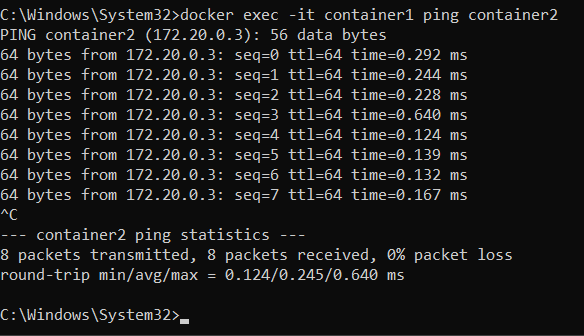 C:\Windows\System32>docker exec -it container1 ping container2
PING container2 (172.20.0.3): 56 data bytes
64 bytes from 172.20.0.3: seq=0 ttl=64 time=0.292 ms
64 bytes from 172.20.0.3: seq=1 ttl=64 time=0.244 ms
64 bytes from 172.20.0.3: seq=2 ttl=64 time=0.228 ms
64 bytes from 172.20.0.3: seq=3 ttl=64 time=0.640 ms
64 bytes from 172.20.0.3: seq=4 ttl=64 time=0.124 ms
64 bytes from 172.20.0.3: seq=5 ttl=64 time=0.139 ms
64 bytes from 172.20.0.3: seq=6 ttl=64 time=0.132 ms
64 bytes from 172.20.0.3: seq=7 ttl=64 time=0.167 ms
^C
--- container2 ping statistics ---
8 packets transmitted, 8 packets received, 0% packet loss
round-trip min/avg/max = 0.124/0.245/0.640 ms
C:\Windows\System32>